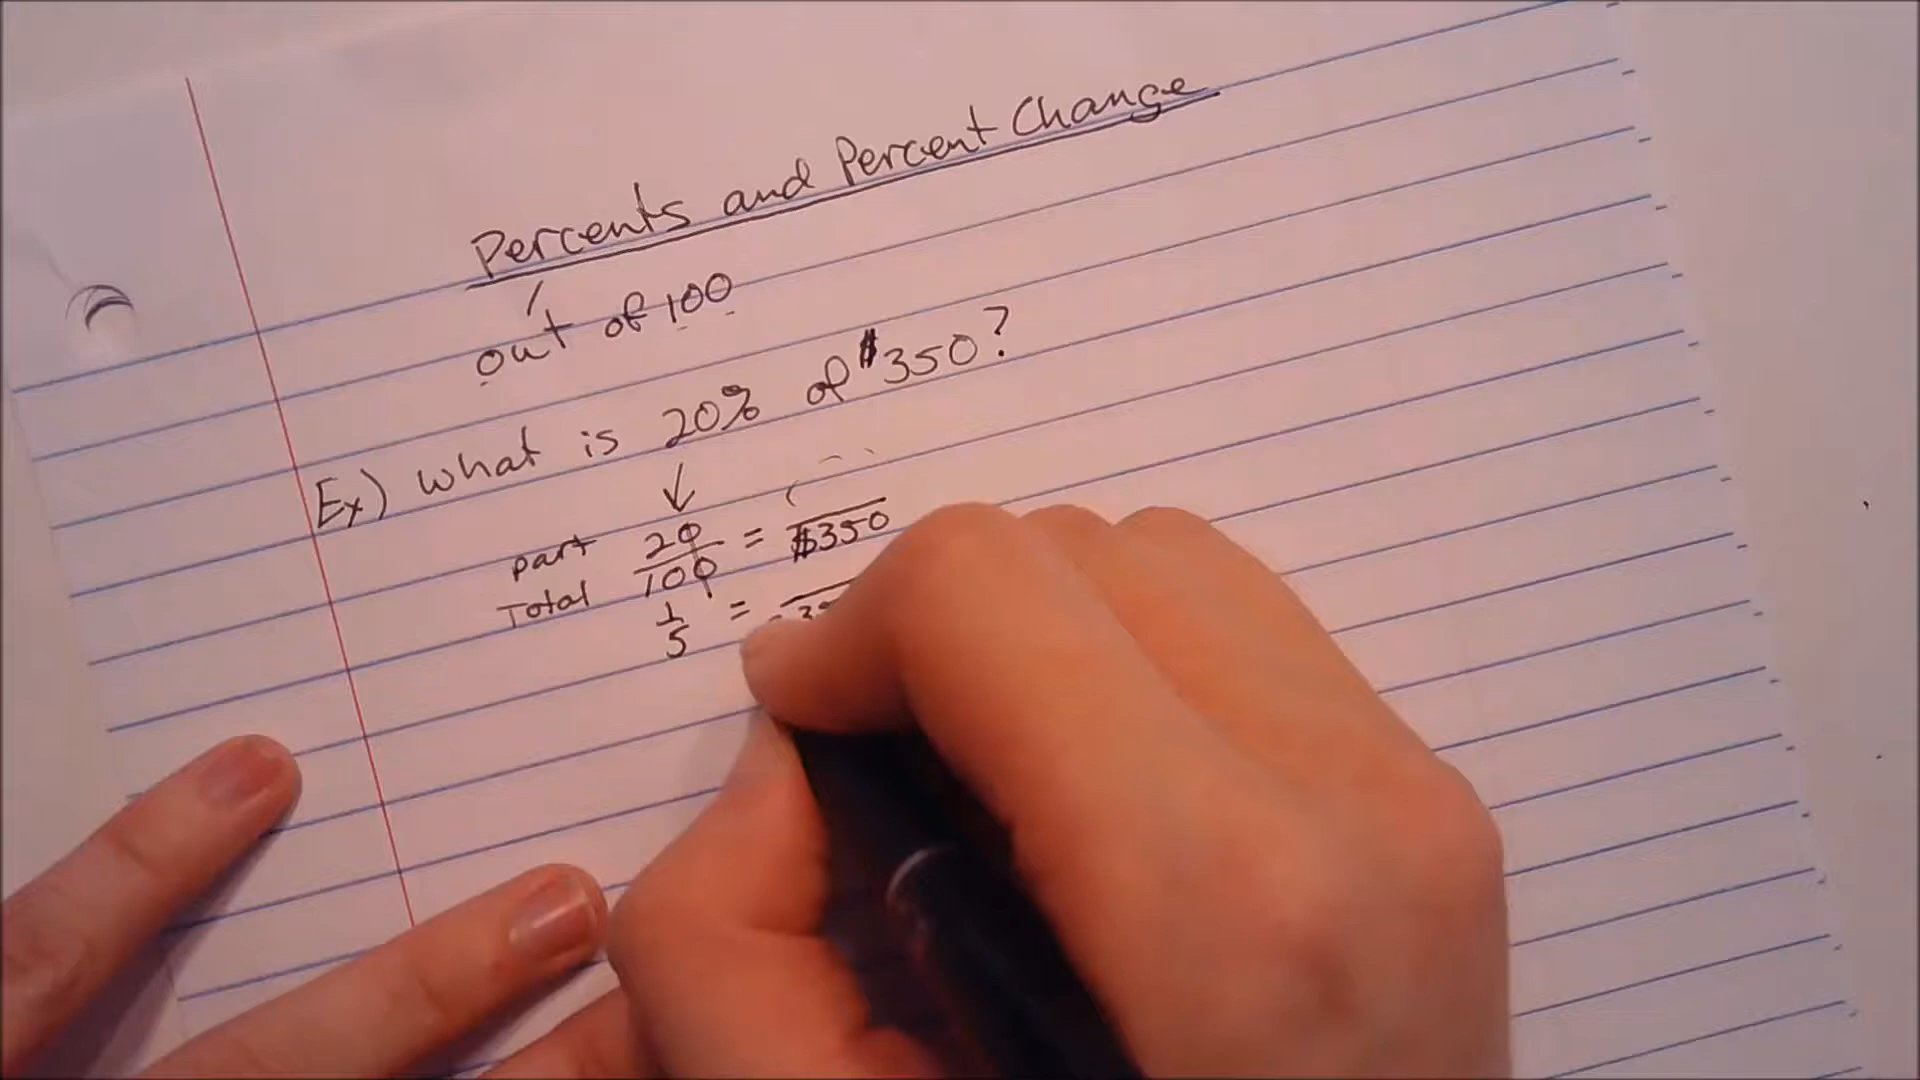 Percents and Percent Change
out of 100
Ex) what is 20% of $350?
part 20 = $350
Total 100
1 =
5